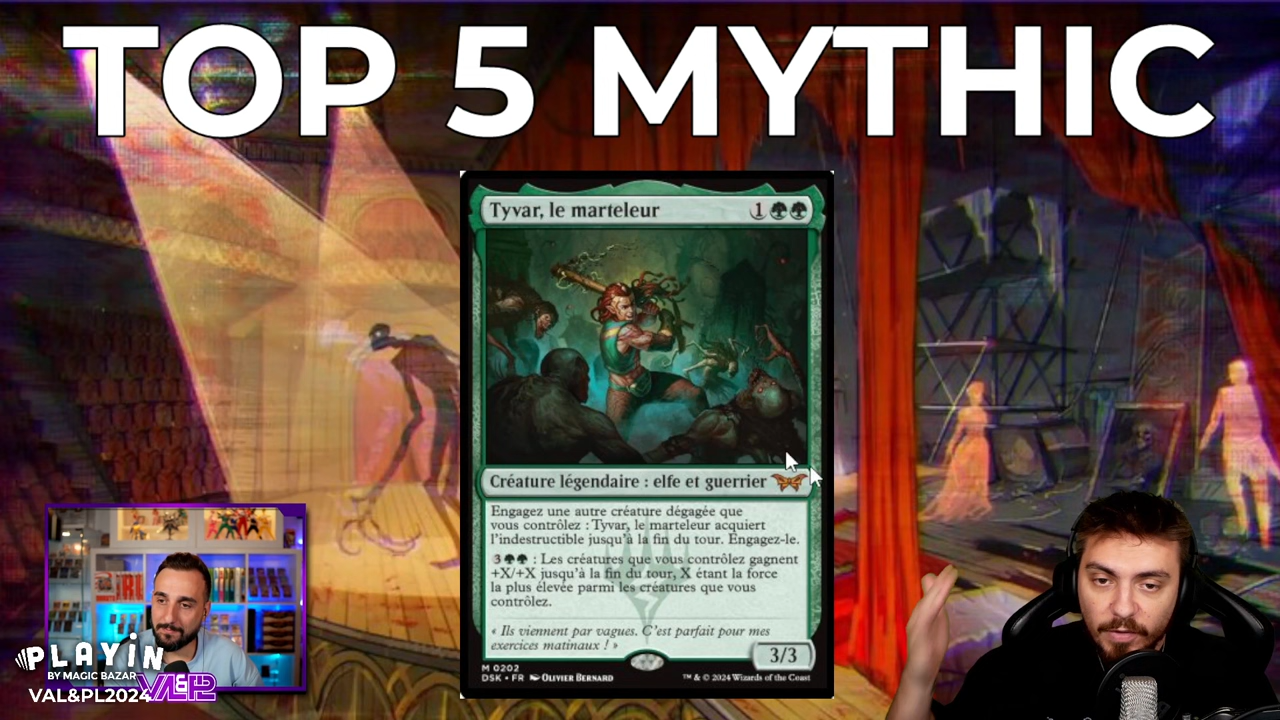 TOP 5 MYTHIC
Tyvar, le marteleur 1
Créature légendaire : elfe et guerrier
Engagez une autre créature dégagée que
vous contrôlez : Tyvar, le marteleur acquiert
l'indestructible jusqu'à la fin du tour. Engagez-le.
3 : Les créatures que vous contrôlez gagnent
+X/+X jusqu'à la fin du tour, X étant la force
la plus élevée parmi les créatures que vous
contrôlez.
« Ils viennent par vagues. C'est parfait pour mes
exercices matinaux ! »
3/3
M 0202
DSK • FR OLIVIER BERNARD
™ & © 2024 Wizards of the Coast
PLAYIN
BY MAGIC BAZAR
VAL&PL2024